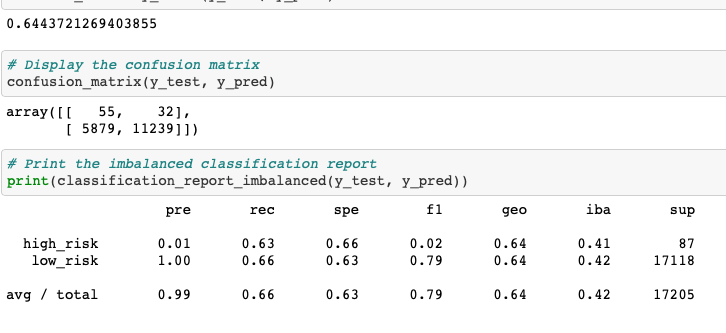 0.6443721269403855
# Display the confusion matrix
confusion_matrix(y_test, y_pred)
array([[   55,    32],
       [ 5879, 11239]])
# Print the imbalanced classification report
print(classification_report_imbalanced(y_test, y_pred))
pre rec spe f1 geo iba sup
high_risk 0.01 0.63 0.66 0.02 0.64 0.41 87
low_risk 1.00 0.66 0.63 0.79 0.64 0.42 17118
avg / total 0.99 0.66 0.63 0.79 0.64 0.42 17205